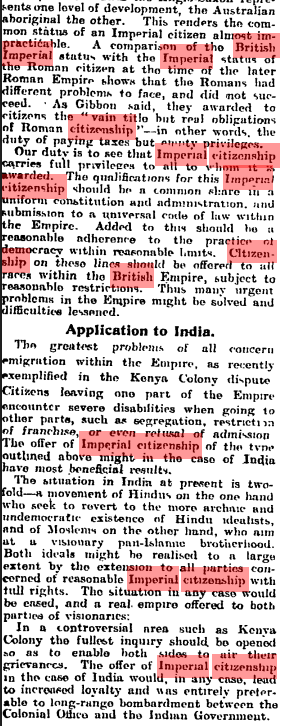 sents one level of development, the Australian
aboriginal the other. This renders the com-
mon status of an Imperial citizen almost im-
practicable. A comparison of the British
Imperial status with the Imperial status of
the Roman citizen at the time of the later
Roman Empire shows that the Romans had
different problems to face, and did not suc-
ceed. As Gibbon said, they awarded to
citizens the "vain title but real obligations
of Roman citizenship"—in other words, the
duty of paying taxes but empty privileges.
Our duty is to see that Imperial citizenship
carries full privileges to all to whom it is
awarded. The qualifications for this Imperial
citizenship should be a common share in a
uniform constitution and administration, and
submission to a universal code of law within
the Empire. Added to this should be a
reasonable adherence to the practice of
democracy within reasonable limits. Citizen-
ship on these lines should be offered to all
races within the British Empire, subject to
reasonable restrictions. Thus many urgent
problems in the Empire might be solved and
difficulties lessened.
Application to India.
The greatest problems of all concern
emigration within the Empire, as recently
exemplified in the Kenya Colony dispute
Citizens leaving one part of the Empire
encounter severe disabilities when going to
other parts, such as segregation, restriction
of franchise, or even refusal of admission
The offer of Imperial citizenship of the type
outlined above might in the case of India
have most beneficial results.
The situation in India at present is two-
fold—a movement of Hindus on the one hand
who seek to revert to the more archaic and
undemocratic existence of Hindu idealists,
and of Moslems on the other hand, who aim
at a visionary pan-Islamic brotherhood.
Both ideals might be realised to a large
extent by the extension to all parties con-
cerned of reasonable Imperial citizenship with
full rights. The situation in any case would
be eased, and a real empire offered to both
parties of visionaries:
In a controversial area such as Kenya
Colony the fullest inquiry should be opened
so as to enable both sides to air their
grievances. The offer of Imperial citizenship
in the case of India would, in any case, lead
to increased loyalty and was entirely prefer-
able to long-range bombardment between the
Colonial Office and the Indian Government.